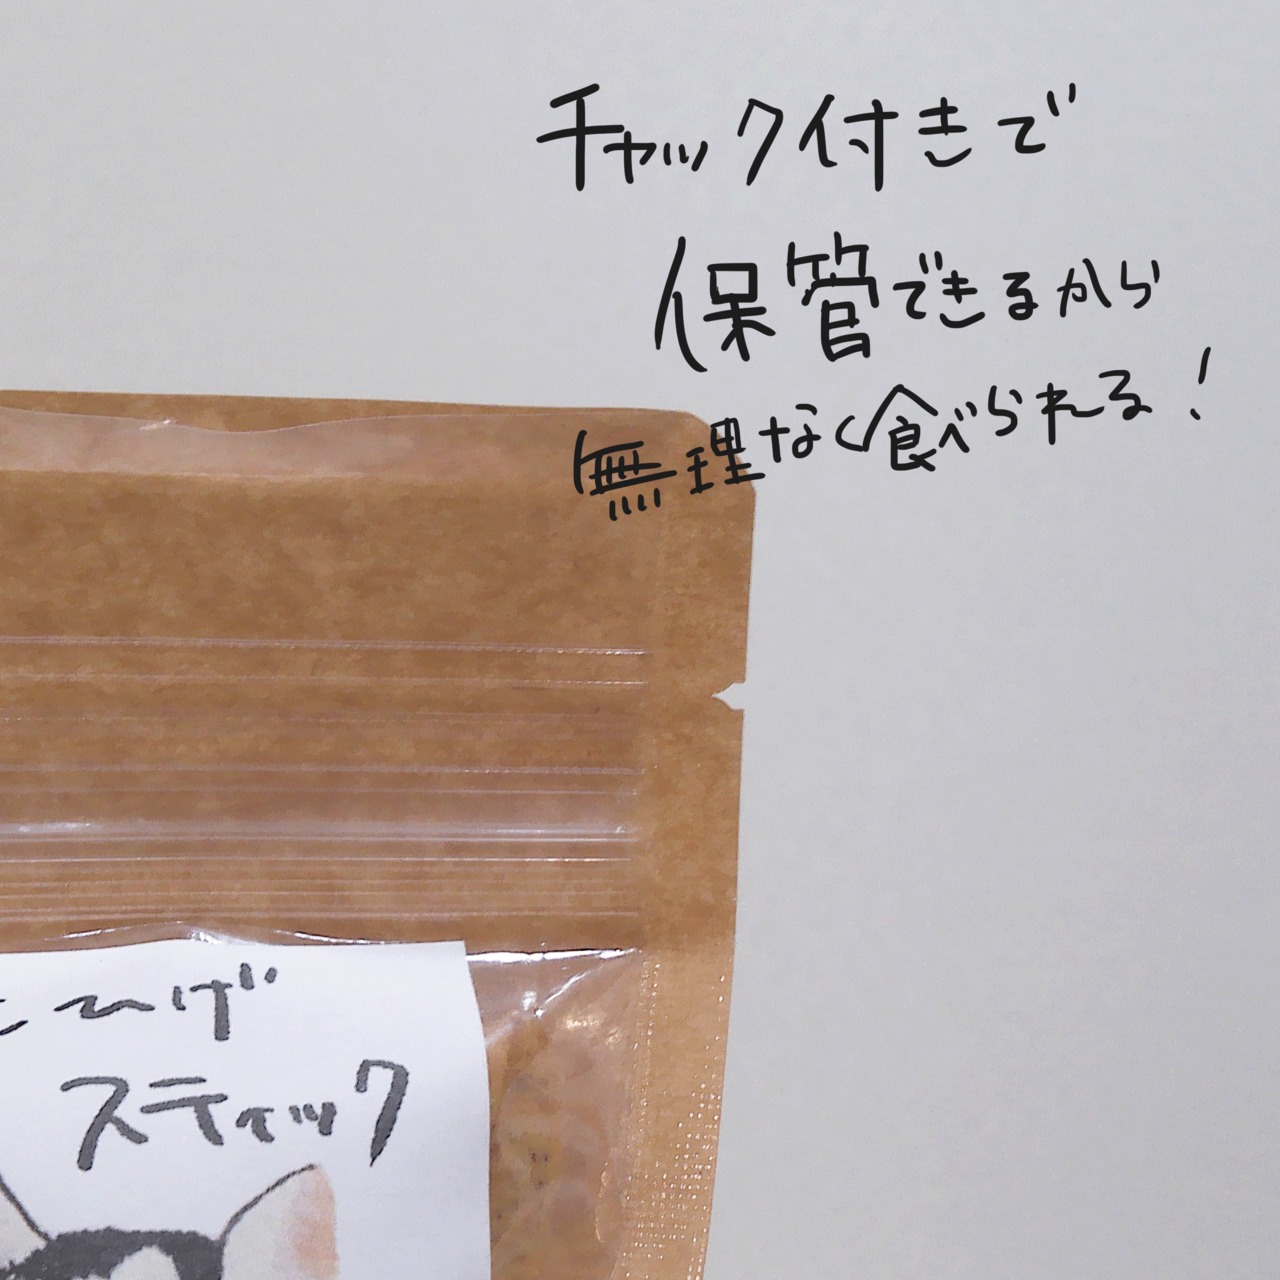 チャック付きで
保管できるから
無理なく食べられる！
ひげ
スティック